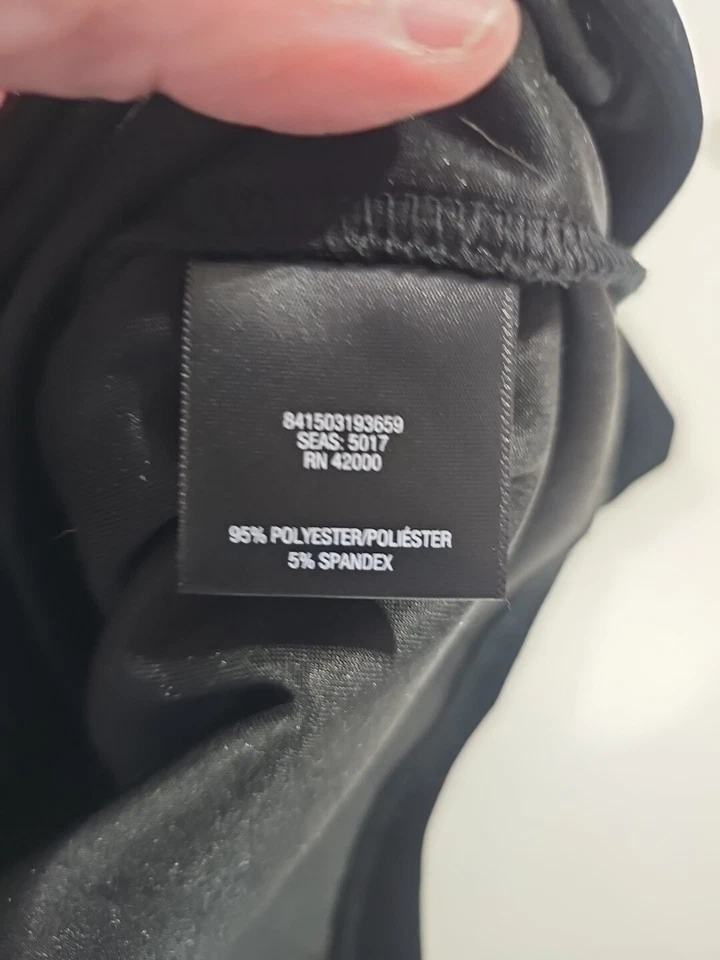 841503193659
SEAS: 5017
RN 42000
95% POLYESTER/POLIÉSTER
5% SPANDEX